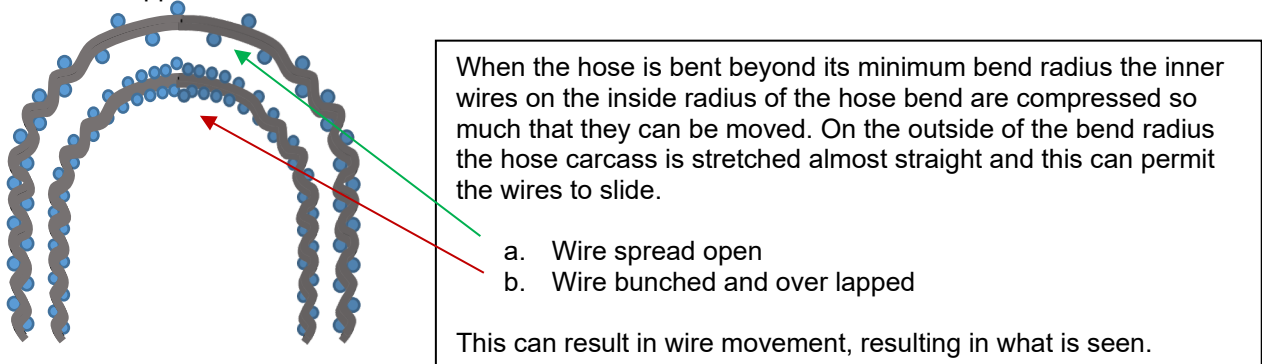 When the hose is bent beyond its minimum bend radius the inner
wires on the inside radius of the hose bend are compressed so
much that they can be moved. On the outside of the bend radius
the hose carcass is stretched almost straight and this can permit
the wires to slide.
a. Wire spread open
b. Wire bunched and over lapped
This can result in wire movement, resulting in what is seen.